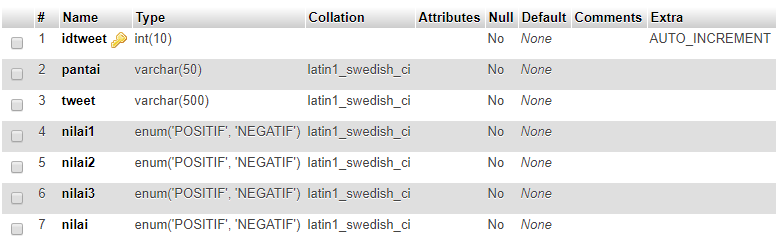 # Name Type Collation Attributes Null Default Comments Extra
1 idtweet int(10) No None AUTO_INCREMENT
2 pantai varchar(50) latin1_swedish_ci No None
3 tweet varchar(500) latin1_swedish_ci No None
4 nilai1 enum('POSITIF', 'NEGATIF') latin1_swedish_ci No None
5 nilai2 enum('POSITIF', 'NEGATIF') latin1_swedish_ci No None
6 nilai3 enum('POSITIF', 'NEGATIF') latin1_swedish_ci No None
7 nilai enum('POSITIF', 'NEGATIF') latin1_swedish_ci No None